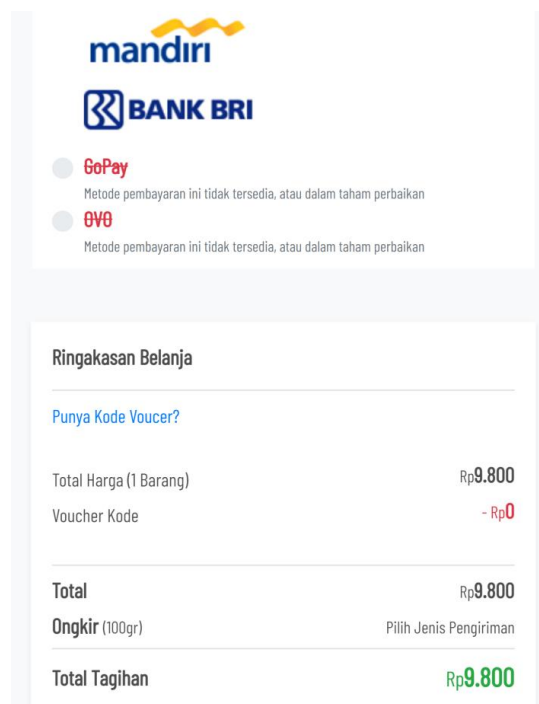 mandiri
BANK BRI
GoPay
Metode pembayaran ini tidak tersedia, atau dalam taham perbaikan
OVO
Metode pembayaran ini tidak tersedia, atau dalam taham perbaikan
Ringakasan Belanja
Punya Kode Voucer?
Total Harga (1 Barang) Rp9.800
Voucher Kode - Rp0
Total Rp9.800
Ongkir (100gr) Pilih Jenis Pengiriman
Total Tagihan Rp9.800